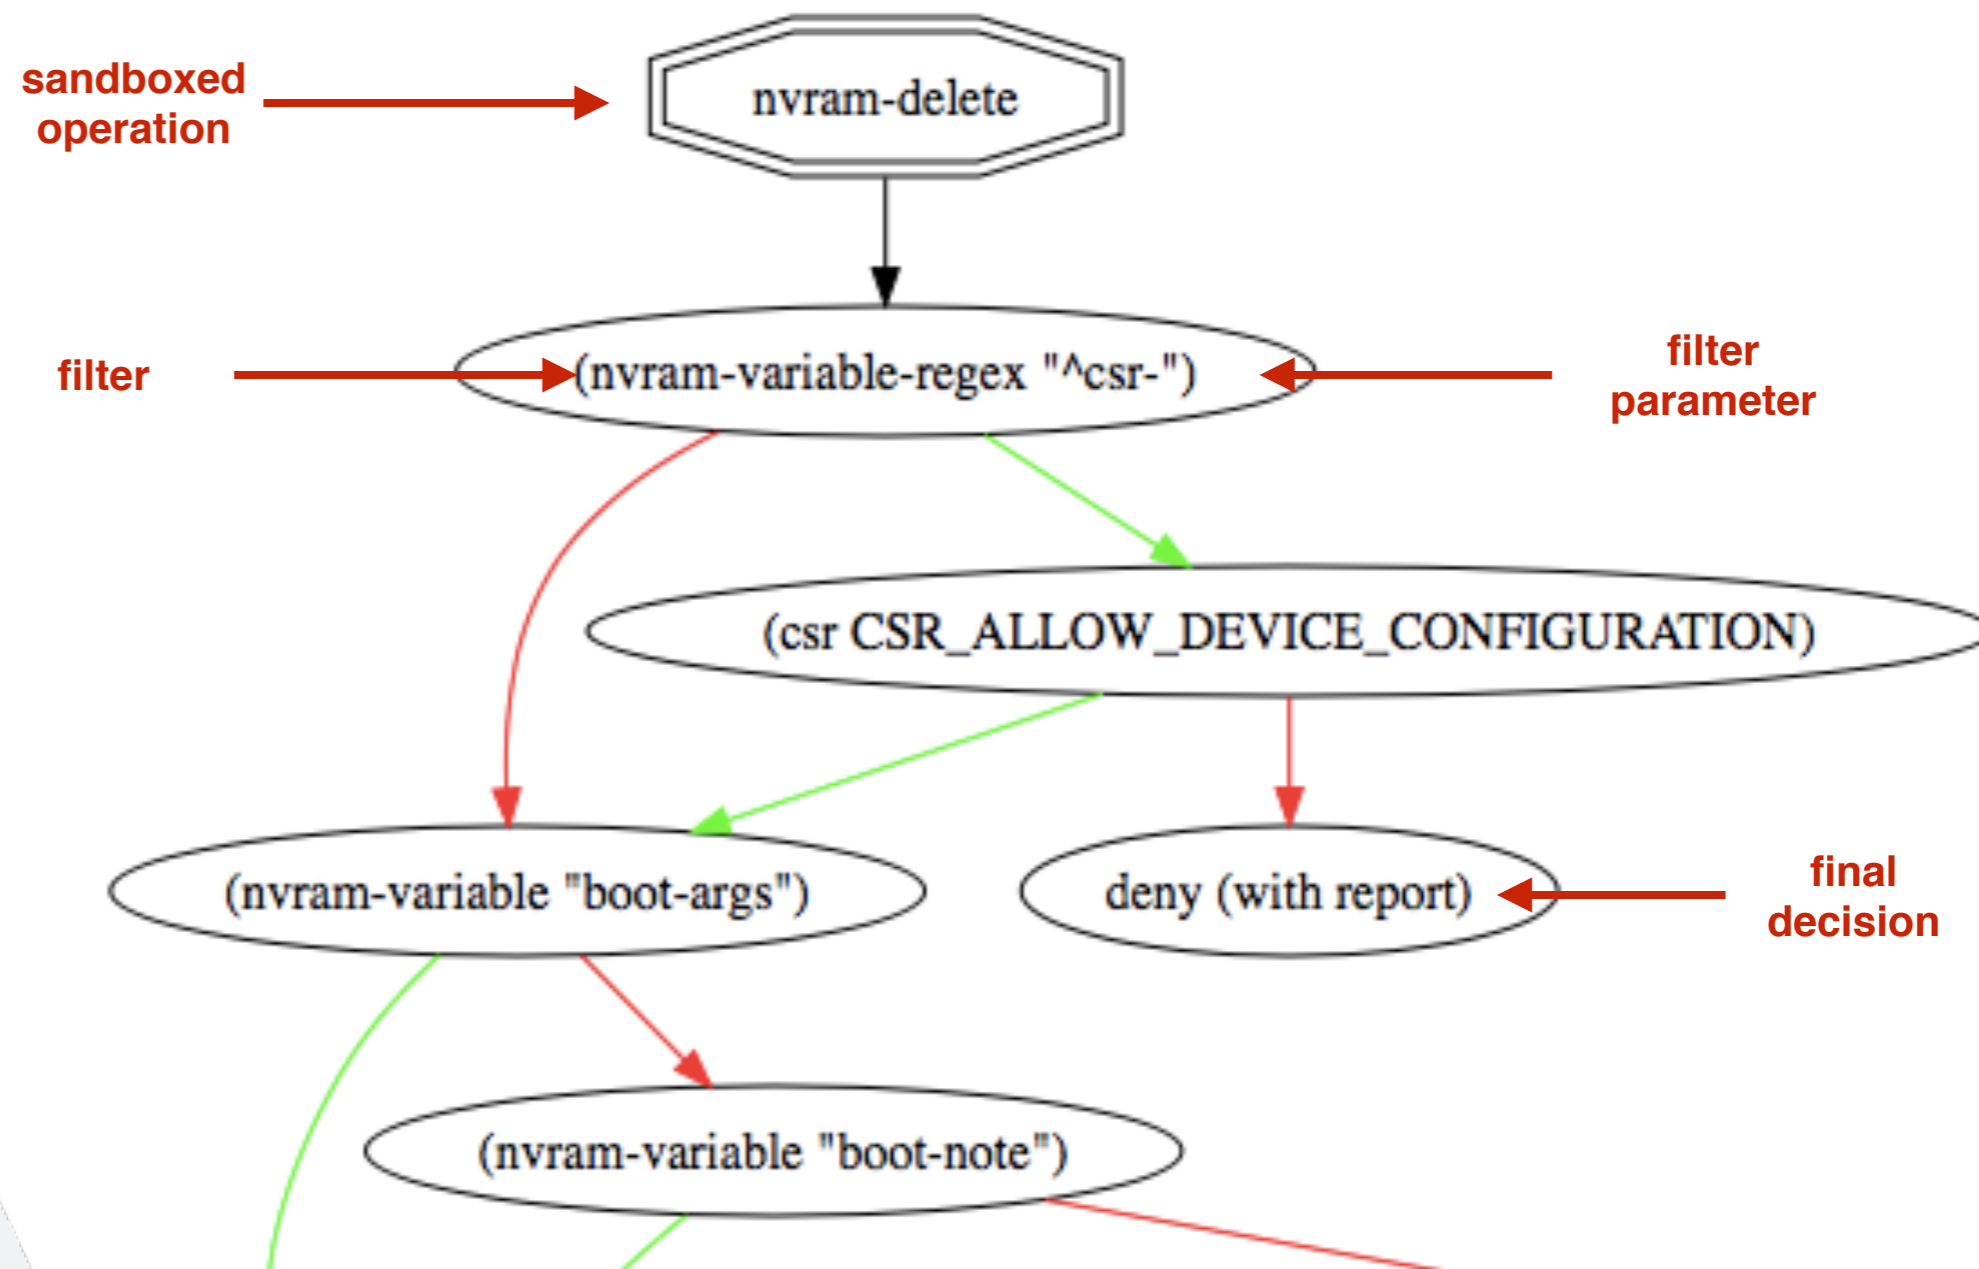 sandboxed
operation
nvram-delete
filter
(nvram-variable-regex "^csr-")
filter
parameter
(csr CSR_ALLOW_DEVICE_CONFIGURATION)
(nvram-variable "boot-args")
deny (with report)
final
decision
(nvram-variable "boot-note")